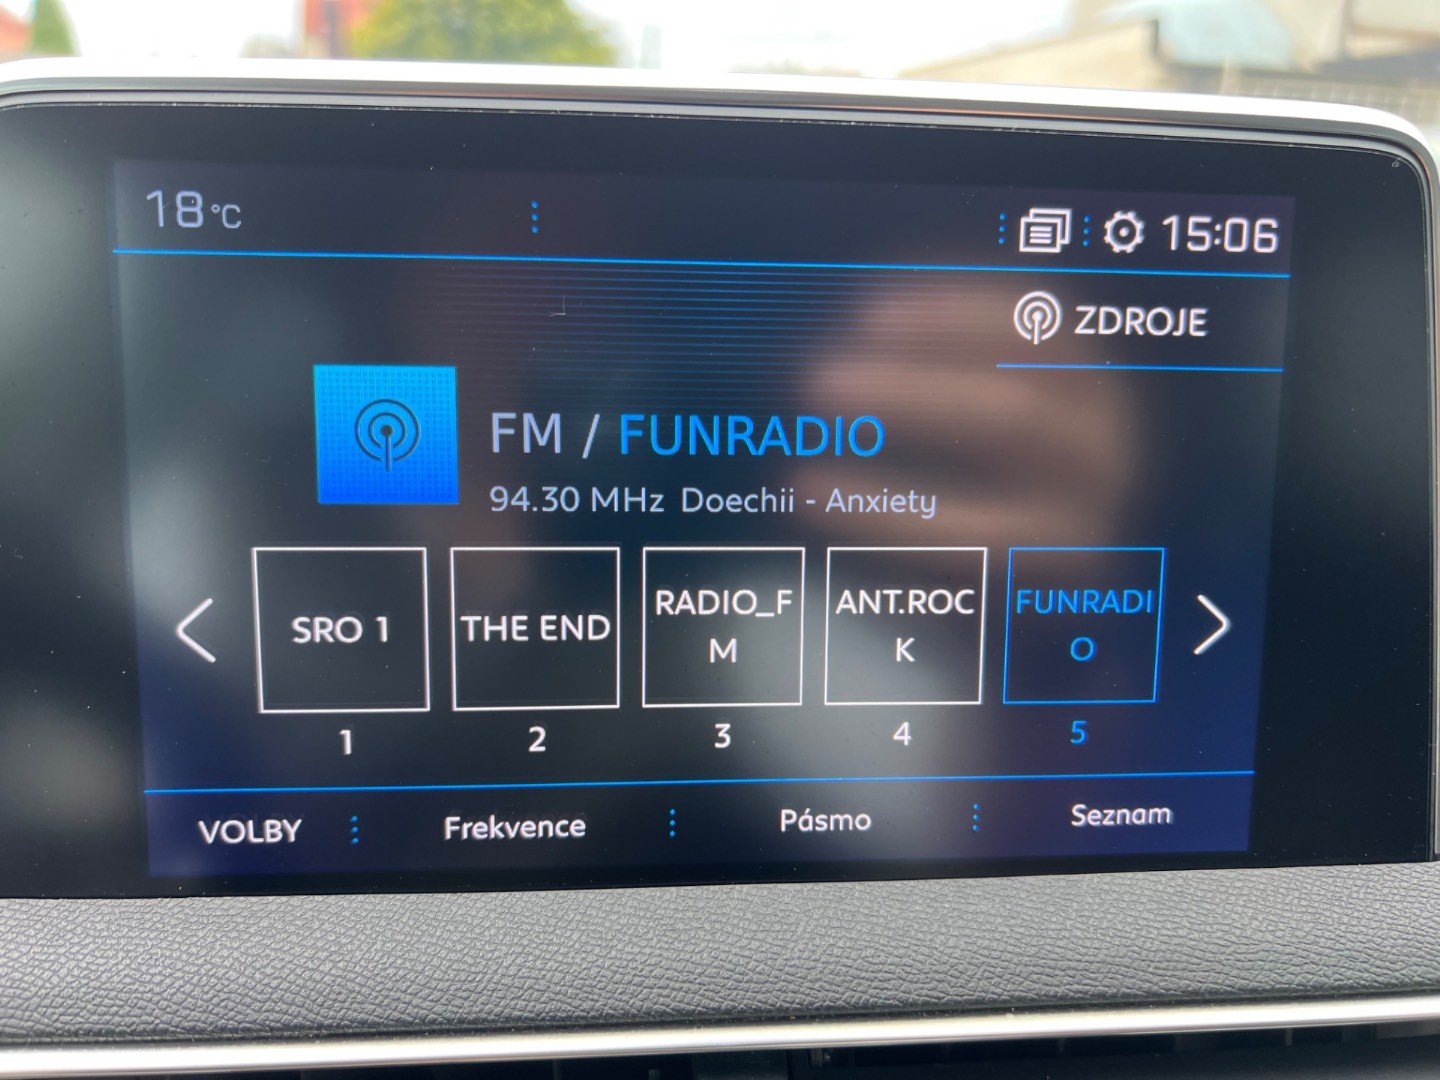 18°C
15:06
ZDROJE
FM / FUNRADIO
94.30 MHz Doechii - Anxiety
SRO 1
THE END
RADIO_F
M
ANT.ROC
K
FUNRADI
O
1
2
3
4
5
VOLBY
Frekvence
Pásmo
Seznam